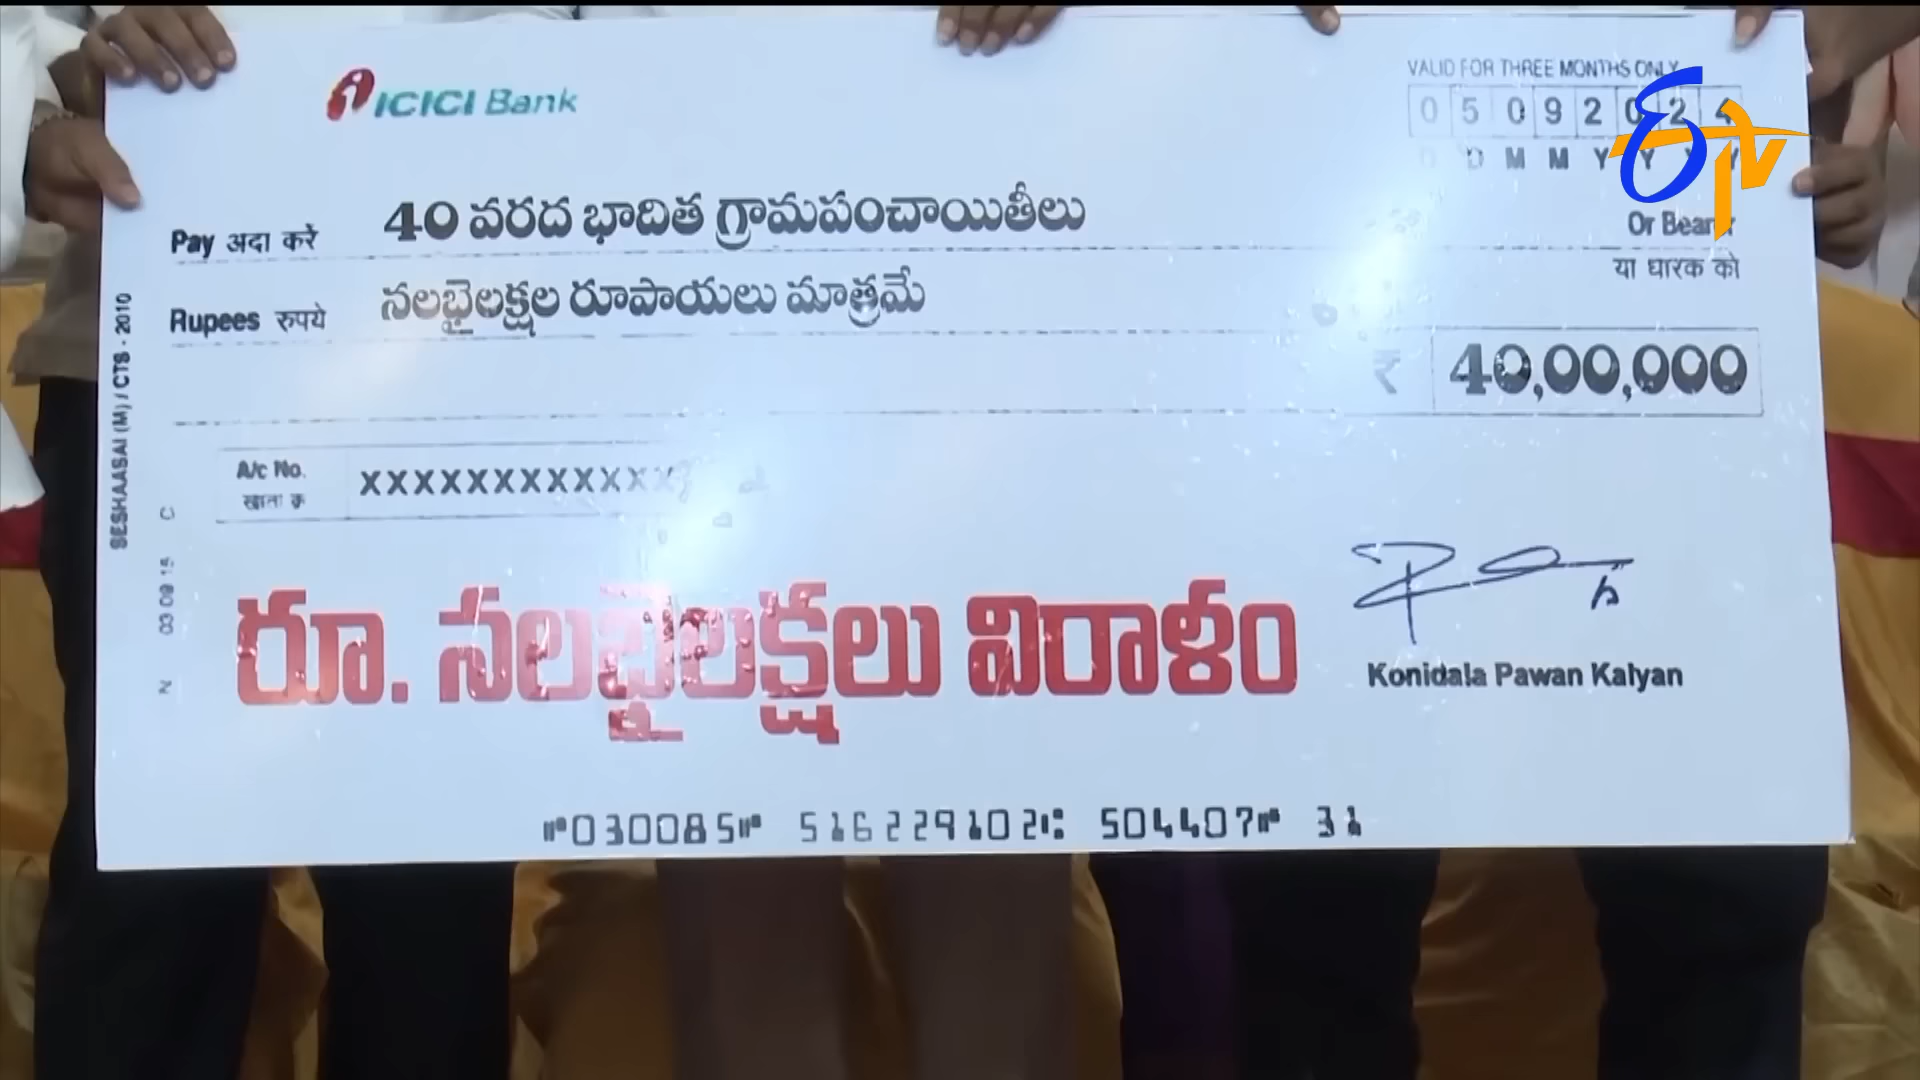 ICICI Bank
VALID FOR THREE MONTHS ONLY
05092024
D D M M Y Y Y Y
ETV
Pay अदा करें 40 వరద భాదిత గ్రామపంచాయితీలు
Or Bearer
या धारक को
Rupees रुपये నలభైలక్షల రూపాయలు మాత్రమే
₹ 40,00,000
A/c No. XXXXXXXXXXXX
खाता क्र
SESHAASAI (M) / CTS - 2010
రూ. నలభైలక్షలు విరాళం
Konidala Pawan Kalyan
⑈030085⑈ 516229102⑆ 504407⑈ 31